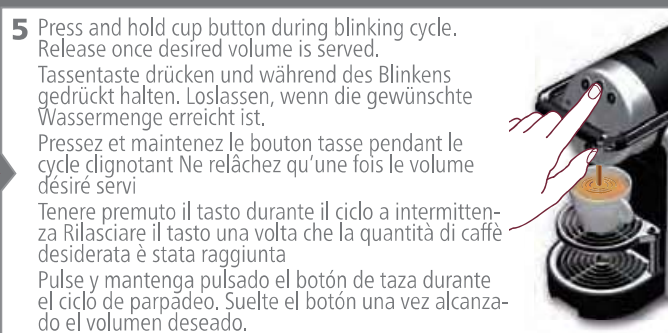 5 Press and hold cup button during blinking cycle.
Release once desired volume is served.
Tassentaste drücken und während des Blinkens
gedrückt halten. Loslassen, wenn die gewünschte
Wassermenge erreicht ist.
Pressez et maintenez le bouton tasse pendant le
cycle clignotant Ne relâchez qu'une fois le volume
désiré servi
Tenere premuto il tasto durante il ciclo a intermitten-
za Rilasciare il tasto una volta che la quantità di caffè
desiderata è stata raggiunta
Pulse y mantenga pulsado el botón de taza durante
el ciclo de parpadeo. Suelte el botón una vez alcanza-
do el volumen deseado.